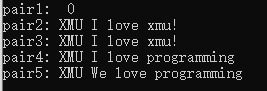 pair1:  0
pair2: XMU I love xmu!
pair3: XMU I love xmu!
pair4: XMU I love programming
pair5: XMU We love programming